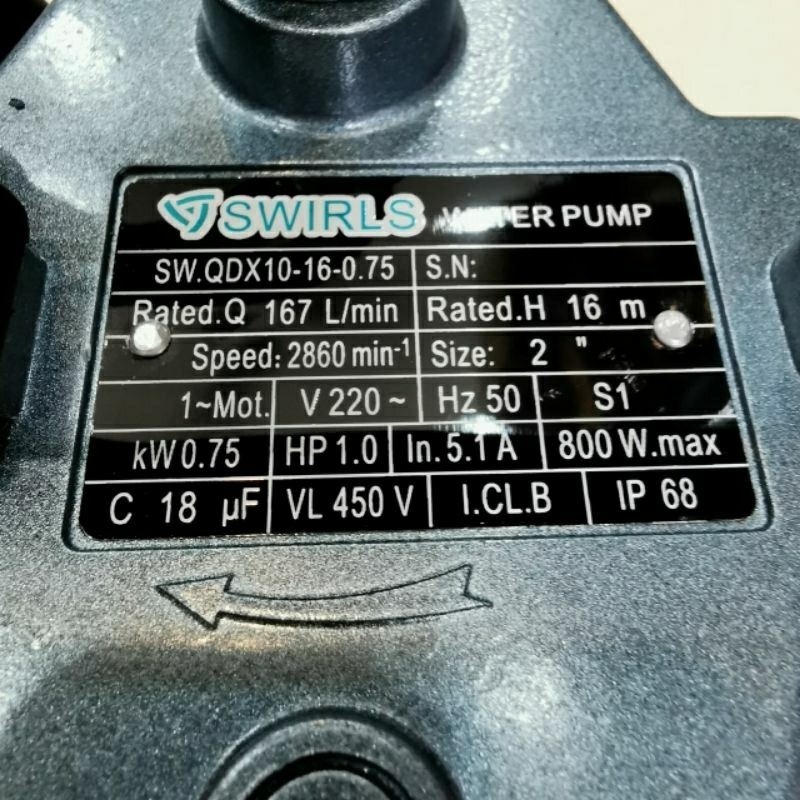 SWIRLS WATER PUMP
SW.QDX10-16-0.75 S.N:
Rated.Q 167 L/min Rated.H 16 m
Speed: 2860 min-1 Size: 2 "
1~Mot. V 220 ~ Hz 50 S1
kW 0.75 HP 1.0 In. 5.1 A 800 W.max
C 18 µF VL 450 V I.CL.B IP 68